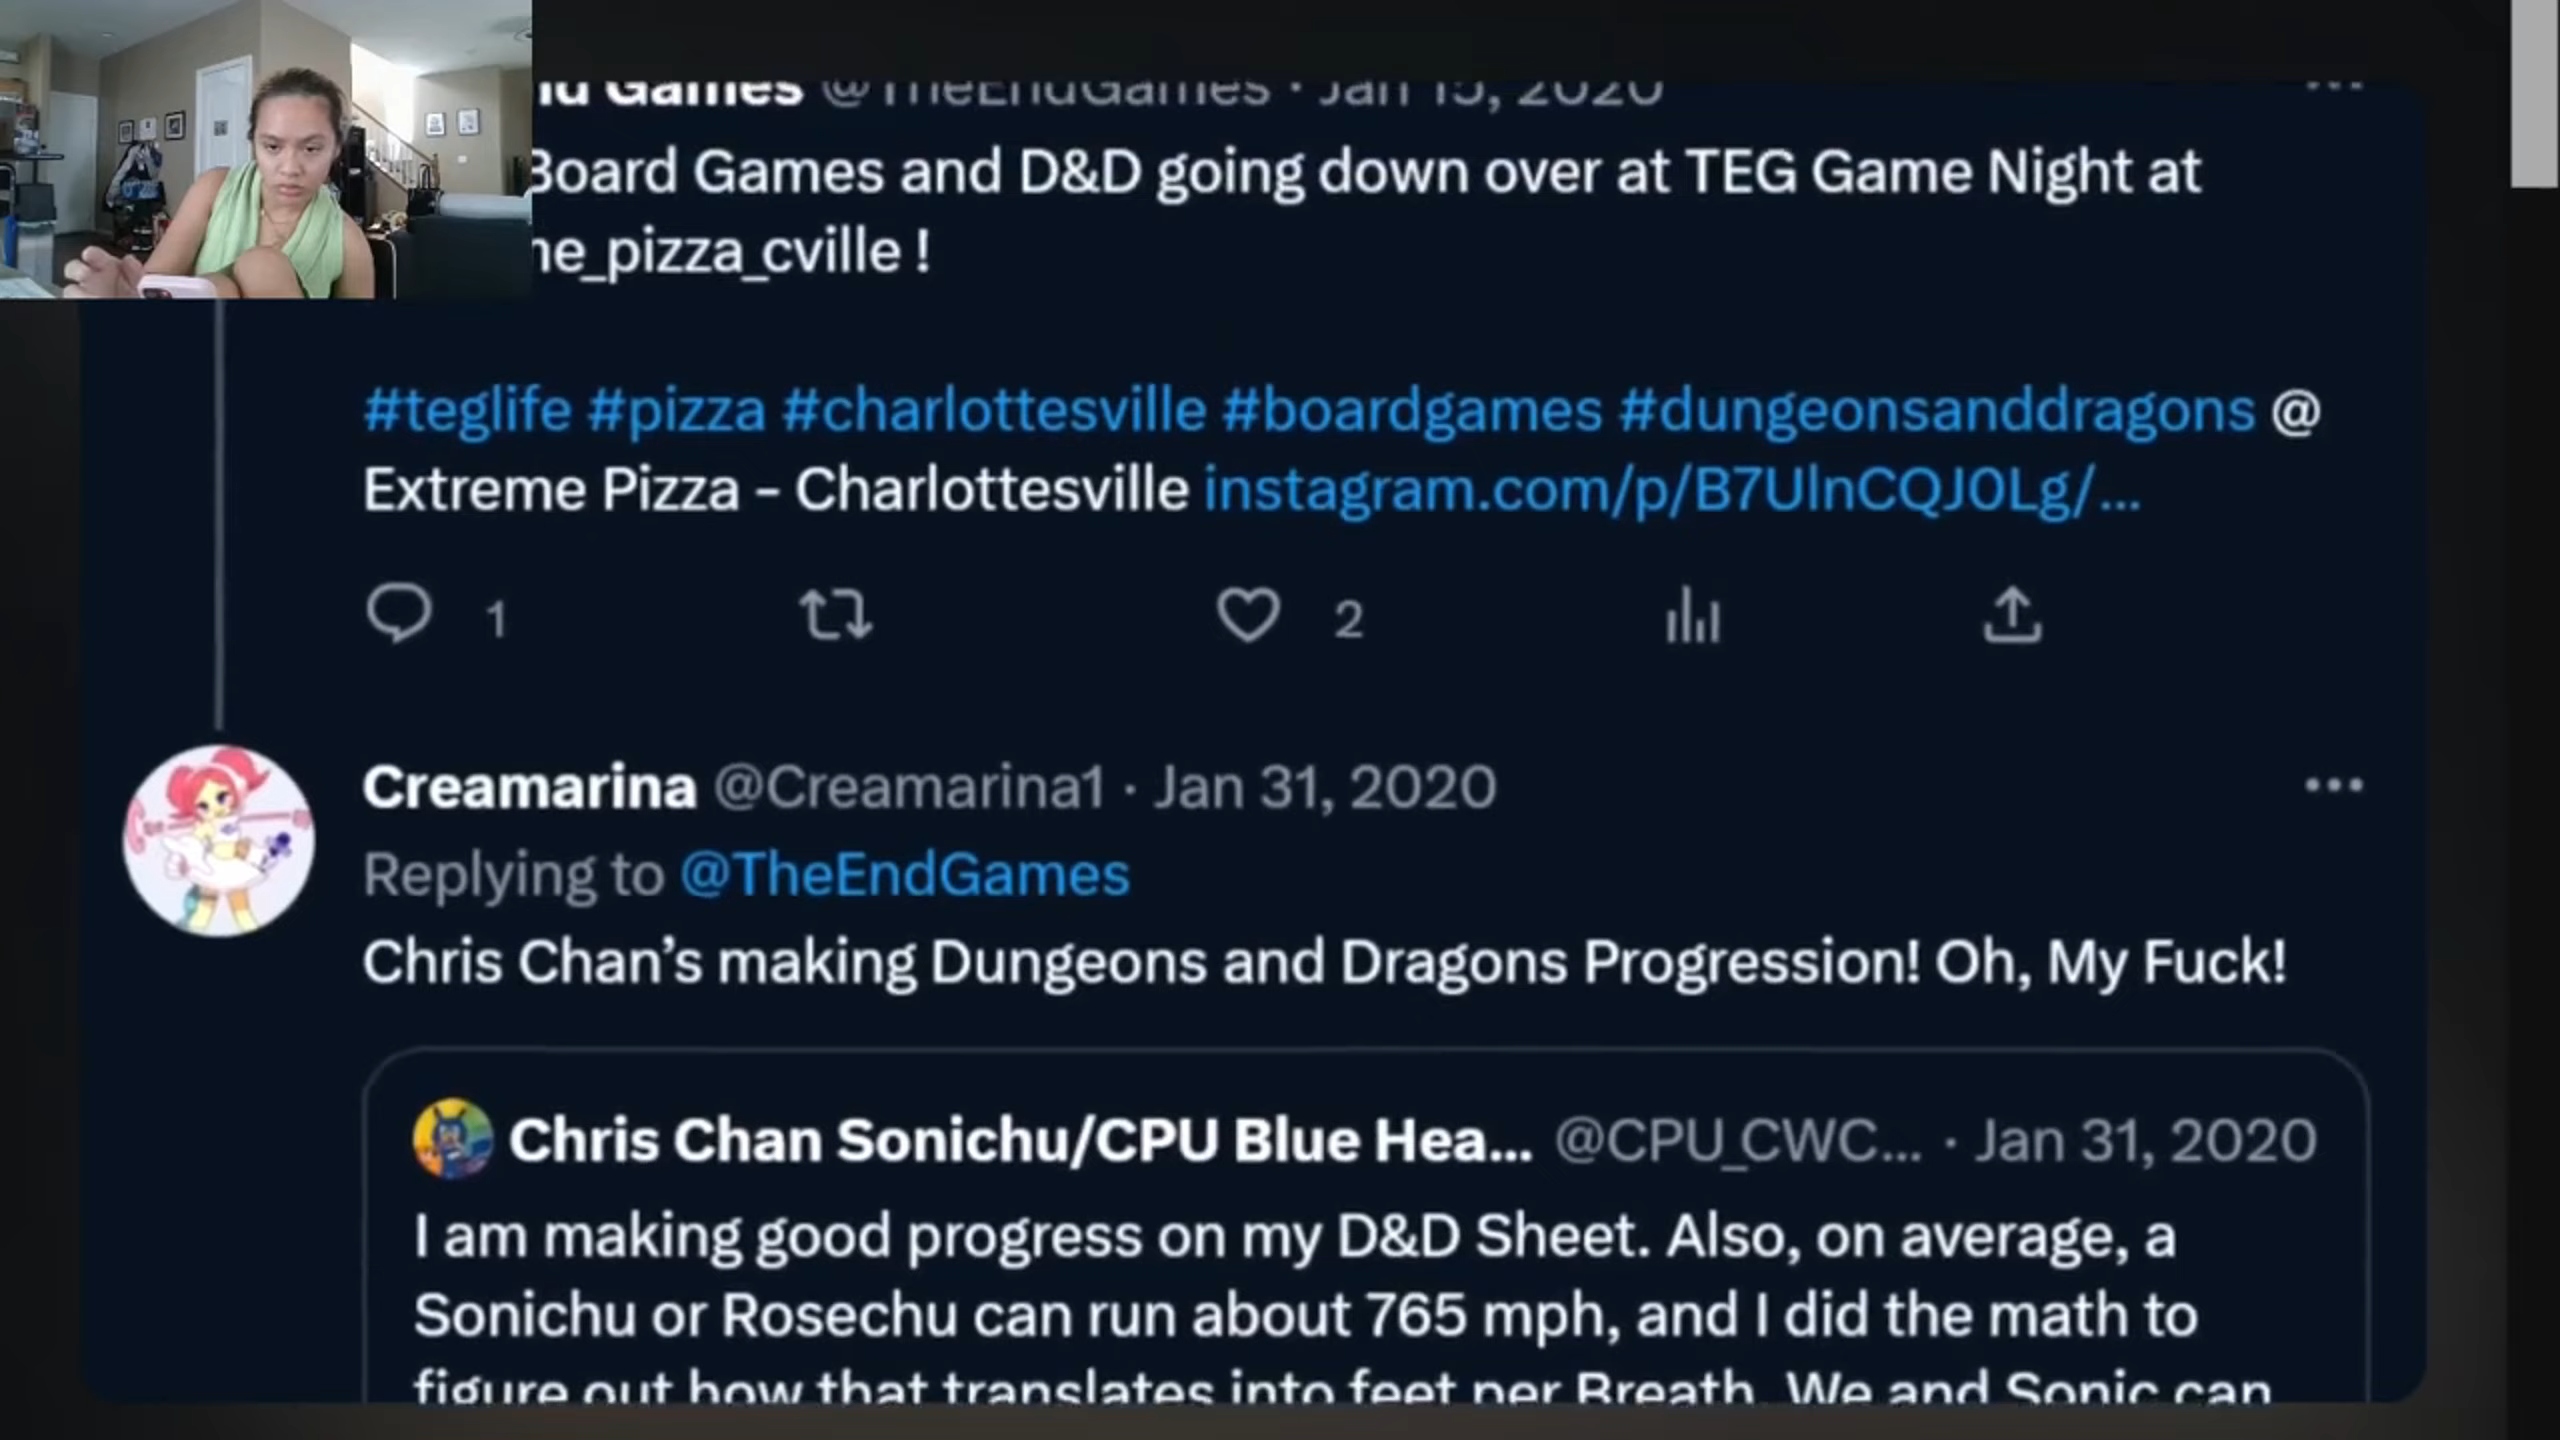 Games @TheEndGames · Jan 15, 2020
Board Games and D&D going down over at TEG Game Night at
_pizza_cville !
#teglife #pizza #charlottesville #boardgames #dungeonsanddragons @
Extreme Pizza - Charlottesville instagram.com/p/B7UlnCQJ0Lg/...
1 2
Creamarina @Creamarina1 · Jan 31, 2020
Replying to @TheEndGames
Chris Chan's making Dungeons and Dragons Progression! Oh, My Fuck!
Chris Chan Sonichu/CPU Blue Hea... @CPU_CWC... · Jan 31, 2020
I am making good progress on my D&D Sheet. Also, on average, a
Sonichu or Rosechu can run about 765 mph, and I did the math to
figure out how that translates into feet per Breath. We and Sonic can